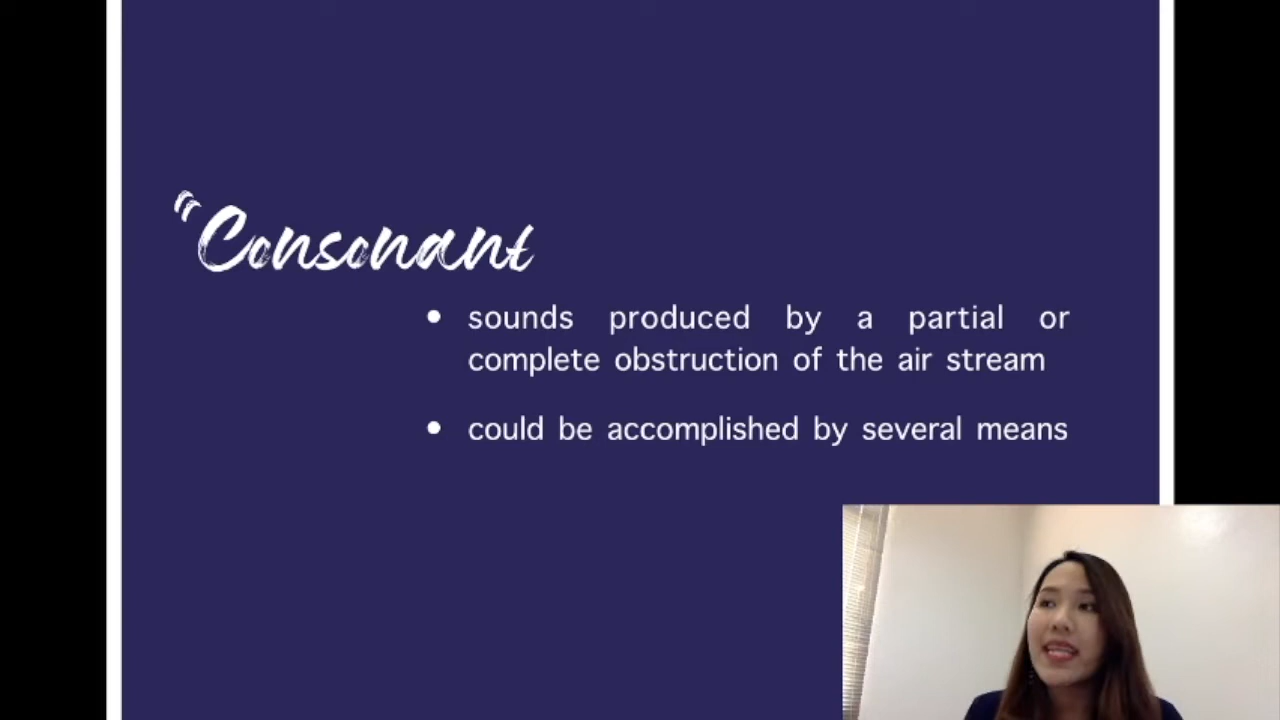 "Consonant
• sounds produced by a partial or
complete obstruction of the air stream
• could be accomplished by several means